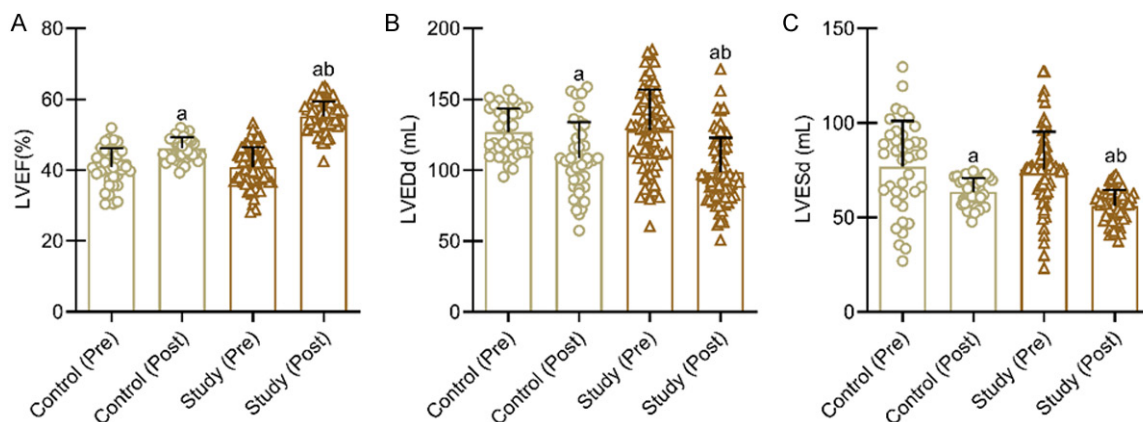 A
LVEF(%)
80
60
40
20
0
a
ab
Control (Pre)
Control (Post)
Study (Pre)
Study (Post)
B
LVEDd (mL)
200
150
100
50
0
a
ab
Control (Pre)
Control (Post)
Study (Pre)
Study (Post)
C
LVESd (mL)
150
100
50
0
a
ab
Control (Pre)
Control (Post)
Study (Pre)
Study (Post)